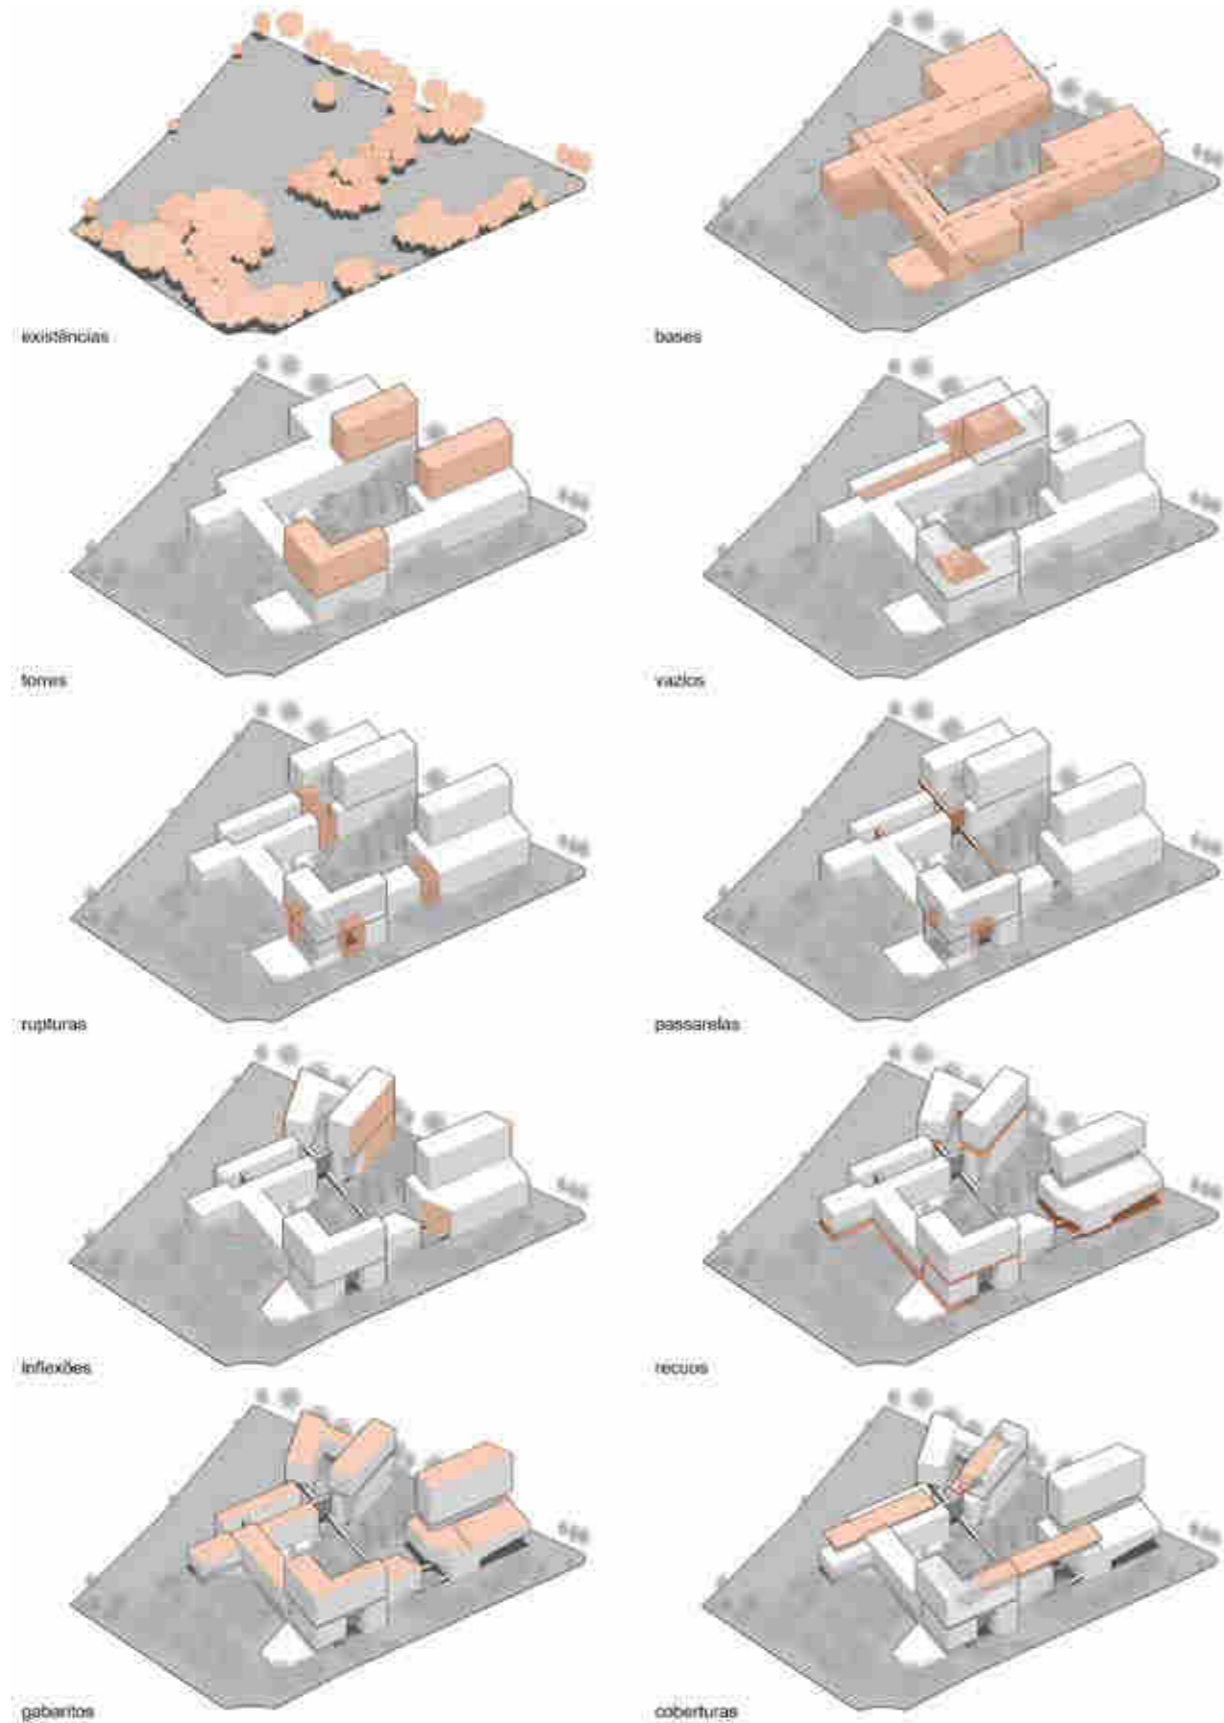 existências
bases
torres
vazios
rupturas
passarelas
inflexões
recuos
gabaritos
coberturas